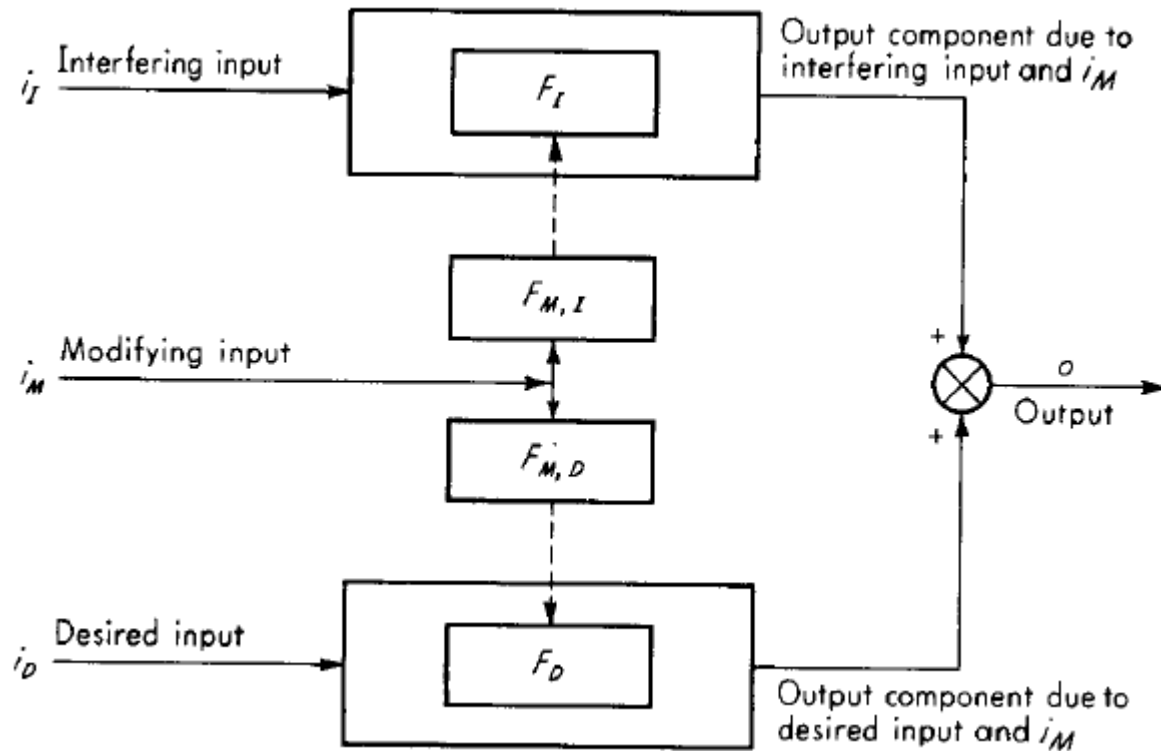 i_I Interfering input
F_I
Output component due to
interfering input and i_M
F_M, I
i_M Modifying input
+
o
Output
+
F_M, D
i_D Desired input
F_D
Output component due to
desired input and i_M